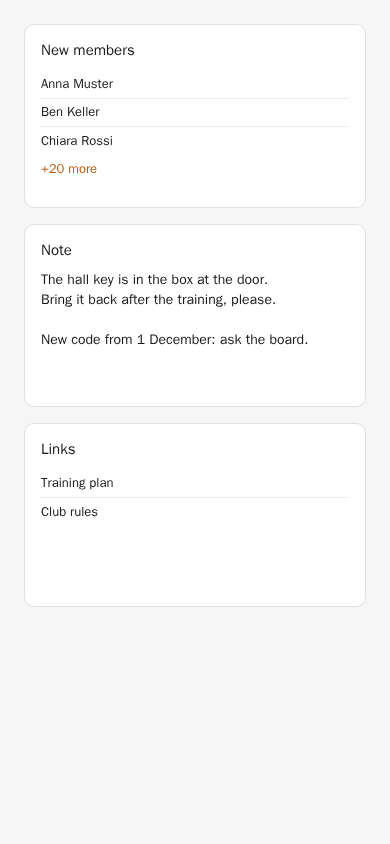 New members
Anna Muster
Ben Keller
Chiara Rossi
+20 more
Note
The hall key is in the box at the door.
Bring it back after the training, please.
New code from 1 December: ask the board.
Links
Training plan
Club rules